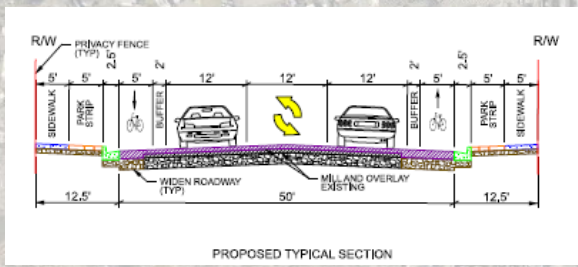 R/W
R/W
PRIVACY FENCE
(TYP)
5'
5'
2.5'
5'
2'
12'
12'
12'
2'
5'
2.5'
5'
5'
SIDEWALK
PARK
STRIP
BUFFER
BUFFER
PARK
STRIP
SIDEWALK
WIDEN ROADWAY
(TYP)
MILL AND OVERLAY
EXISTING
12.5'
50'
12.5'
PROPOSED TYPICAL SECTION